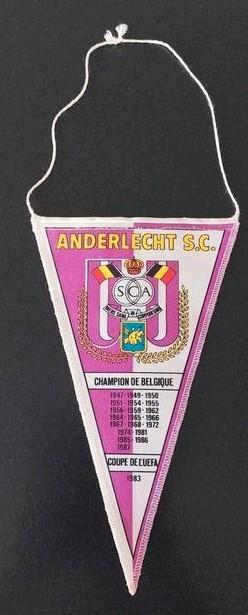 ANDERLECHT S.C.
SCA
CHAMPION DE BELGIQUE
1947-1949-1950
1951-1954-1955
1956-1959-1962
1964-1965-1966
1967-1968-1972
1974-1981
1985-1986
1987
COUPE DE L'UEFA
1983